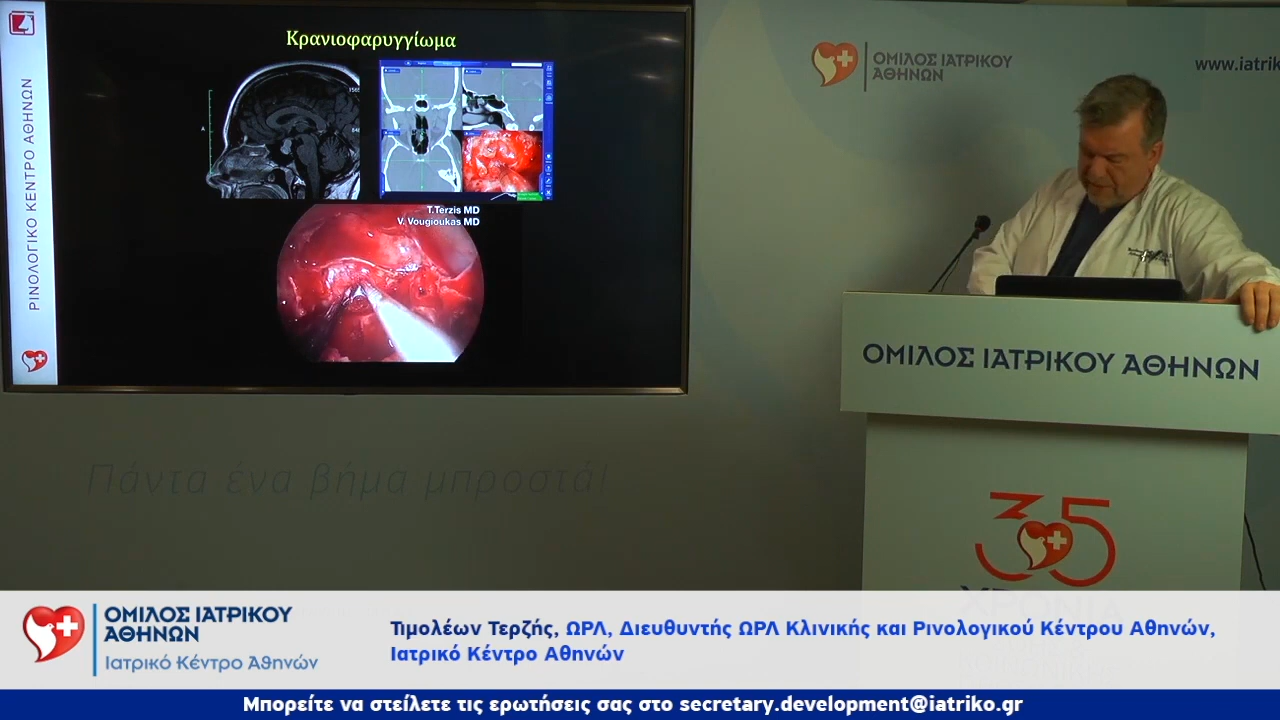 Κρανιοφαρυγγίωμα
ΡΙΝΟΛΟΓΙΚΟ ΚΕΝΤΡΟ ΑΘΗΝΩΝ
T.Terzis MD
V. Vougioukas MD
ΟΜΙΛΟΣ ΙΑΤΡΙΚΟΥ
ΑΘΗΝΩΝ
www.iatrik
ΟΜΙΛΟΣ ΙΑΤΡΙΚΟΥ ΑΘΗΝΩΝ
35
ΧΡΟΝΙΑ
Πάντα ένα βήμα μπροστά!
ΟΜΙΛΟΣ ΙΑΤΡΙΚΟΥ
ΑΘΗΝΩΝ
Ιατρικό Κέντρο Αθηνών
Τιμολέων Τερζής, ΩΡΛ, Διευθυντής ΩΡΛ Κλινικής και Ρινολογικού Κέντρου Αθηνών,
Ιατρικό Κέντρο Αθηνών
Μπορείτε να στείλετε τις ερωτήσεις σας στο secretary.development@iatriko.gr